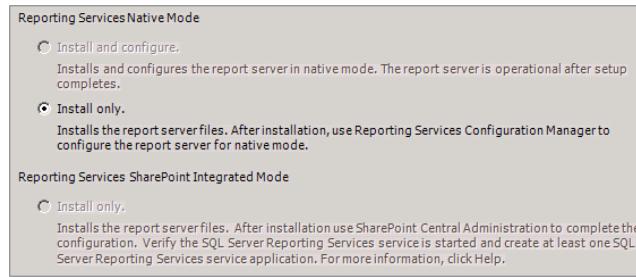 Reporting Services Native Mode
Install and configure.
Installs and configures the report server in native mode. The report server is operational after setup
completes.
Install only.
Installs the report server files. After installation, use Reporting Services Configuration Manager to
configure the report server for native mode.
Reporting Services SharePoint Integrated Mode
Install only.
Installs the report server files. After installation use SharePoint Central Administration to complete the
configuration. Verify the SQL Server Reporting Services service is started and create at least one SQL
Server Reporting Services service application. For more information, click Help.